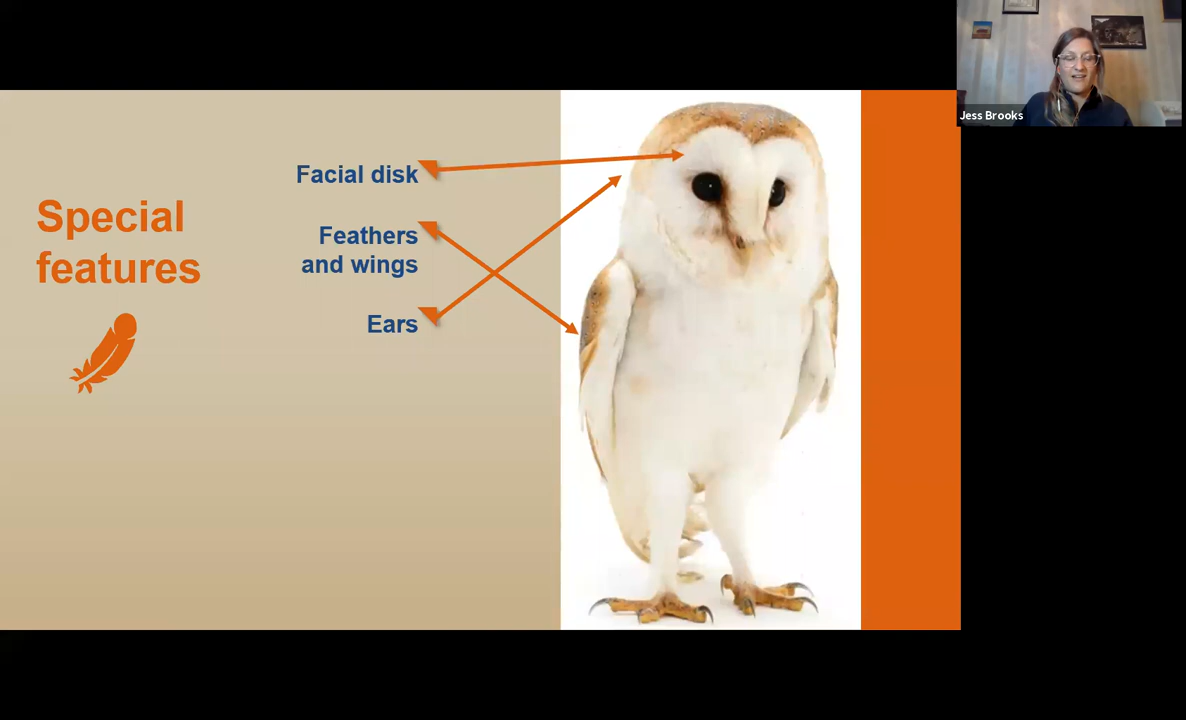 Jess Brooks
Special
features
Facial disk
Feathers
and wings
Ears